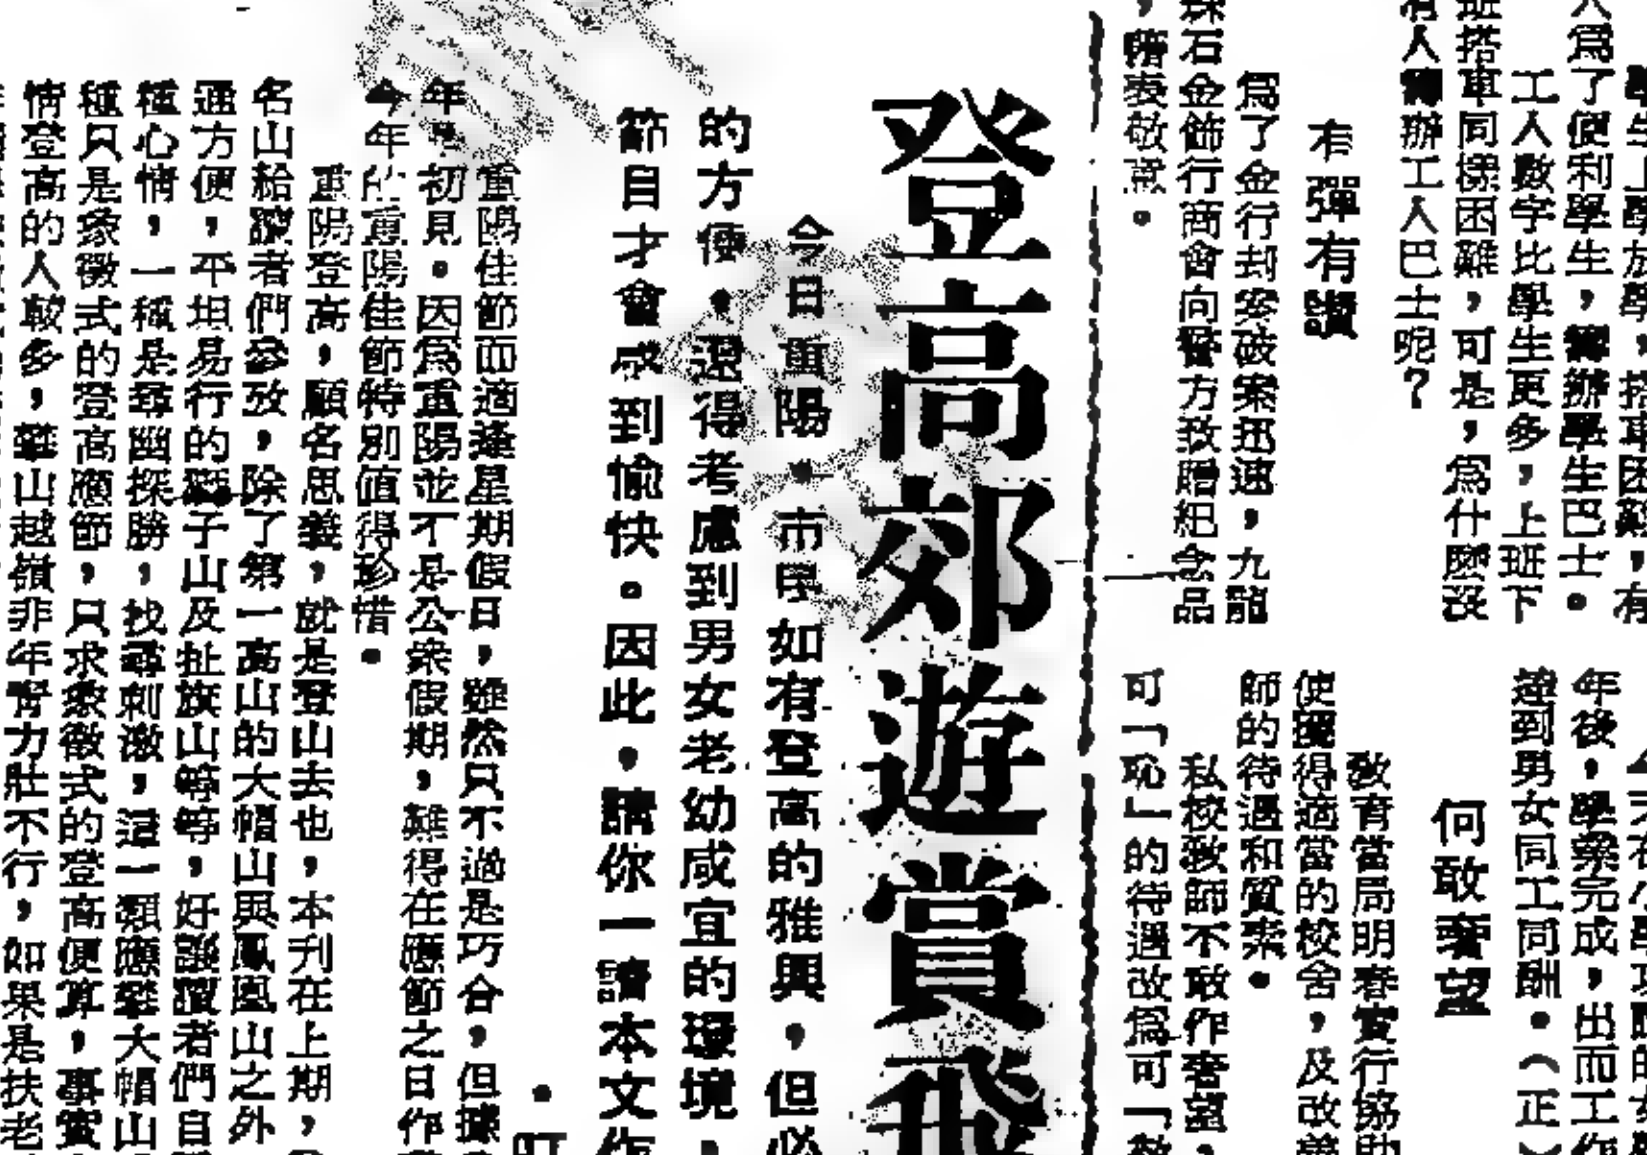 學生上學放學,搭車困難,有
人爲了便利學生,籌辦學生巴士。
工人數字比學生更多,上班下
班搭車同樣困難,可是,爲什麼沒
有人籌辦工人巴士呢?
有彈有讚
爲了金行刦案破案迅速,九龍
珠石金飾行商會向警方致贈紀念品
,藉表敬意。
年後,學業完成,出而工作
達到男女同工同酬。(正)
何敢奢望
教育當局明春實行協助
使獲得適當的校舍,及改善
師的待遇和質素。
私校教師不敢作奢望,
可「恥」的待遇改爲可「敬
登高郊遊賞飛
今日重陽,市民如有登高的雅興,但必
的方便,還得考慮到男女老幼咸宜的環境,
節目才會感到愉快。因此,請你一讀本文作
重陽佳節而適逢星期假日,雖然只不過是巧合,但據
年是初見。因爲重陽並不是公衆假期,難得在應節之日作
今年的重陽佳節特別值得珍惜。
重陽登高,顧名思義,就是登山去也,本刋在上期,
名山給讀者們參攷,除了第一高山的大帽山與鳳凰山之外
通方便,平坦易行的獅子山及扯旗山等等,好讓讀者們自
種心情,一種是尋幽探勝,找尋刺激,這一類應攀大帽山
種只是象徵式的登高應節,只求象徵式的登高便算,事實
情登高的人較多,攀山越嶺非年靑力壯不行,如果是扶老